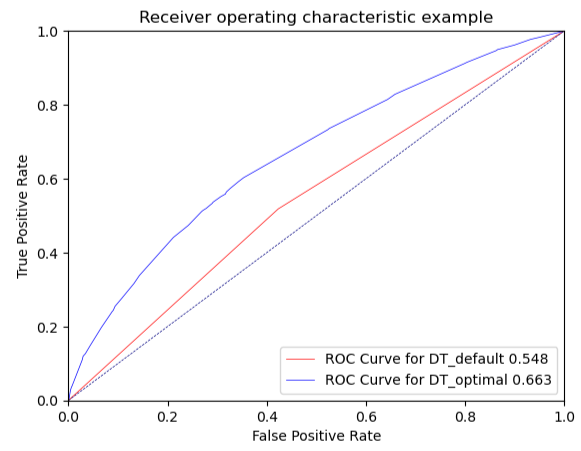 Receiver operating characteristic example
1.0
0.8
0.6
0.4
0.2
0.0
True Positive Rate
ROC Curve for DT_default 0.548
ROC Curve for DT_optimal 0.663
0.0 0.2 0.4 0.6 0.8 1.0
False Positive Rate